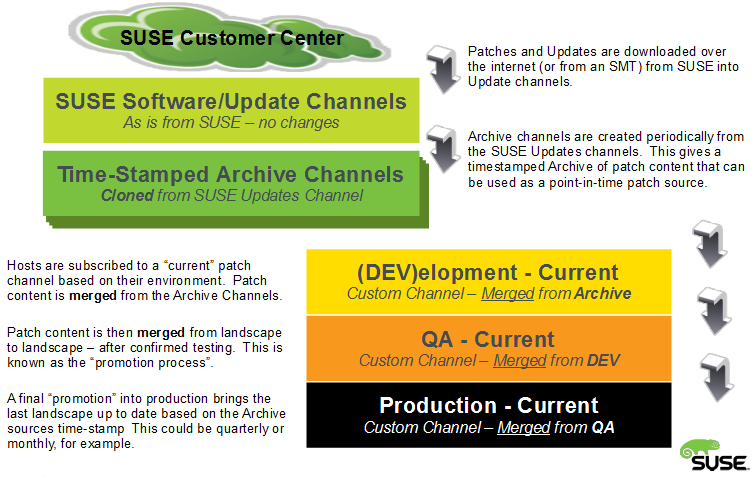 SUSE Customer Center
Patches and Updates are downloaded over
the internet (or from an SMT) from SUSE into
Update channels.
SUSE Software/Update Channels
As is from SUSE – no changes
Archive channels are created periodically from
the SUSE Updates channels.  This gives a
timestamped Archive of patch content that can
be used as a point-in-time patch source.
Time-Stamped Archive Channels
Cloned from SUSE Updates Channel
Hosts are subscribed to a “current” patch
channel based on their environment.  Patch
content is merged from the Archive Channels.
(DEV)elopment - Current
Custom Channel – Merged from Archive
Patch content is then merged from landscape
to landscape – after confirmed testing.  This is
known as the “promotion process”.
QA - Current
Custom Channel – Merged from DEV
A final “promotion” into production brings the
last landscape up to date based on the Archive
sources time-stamp  This could be quarterly or
monthly, for example.
Production - Current
Custom Channel – Merged from QA
SUSE